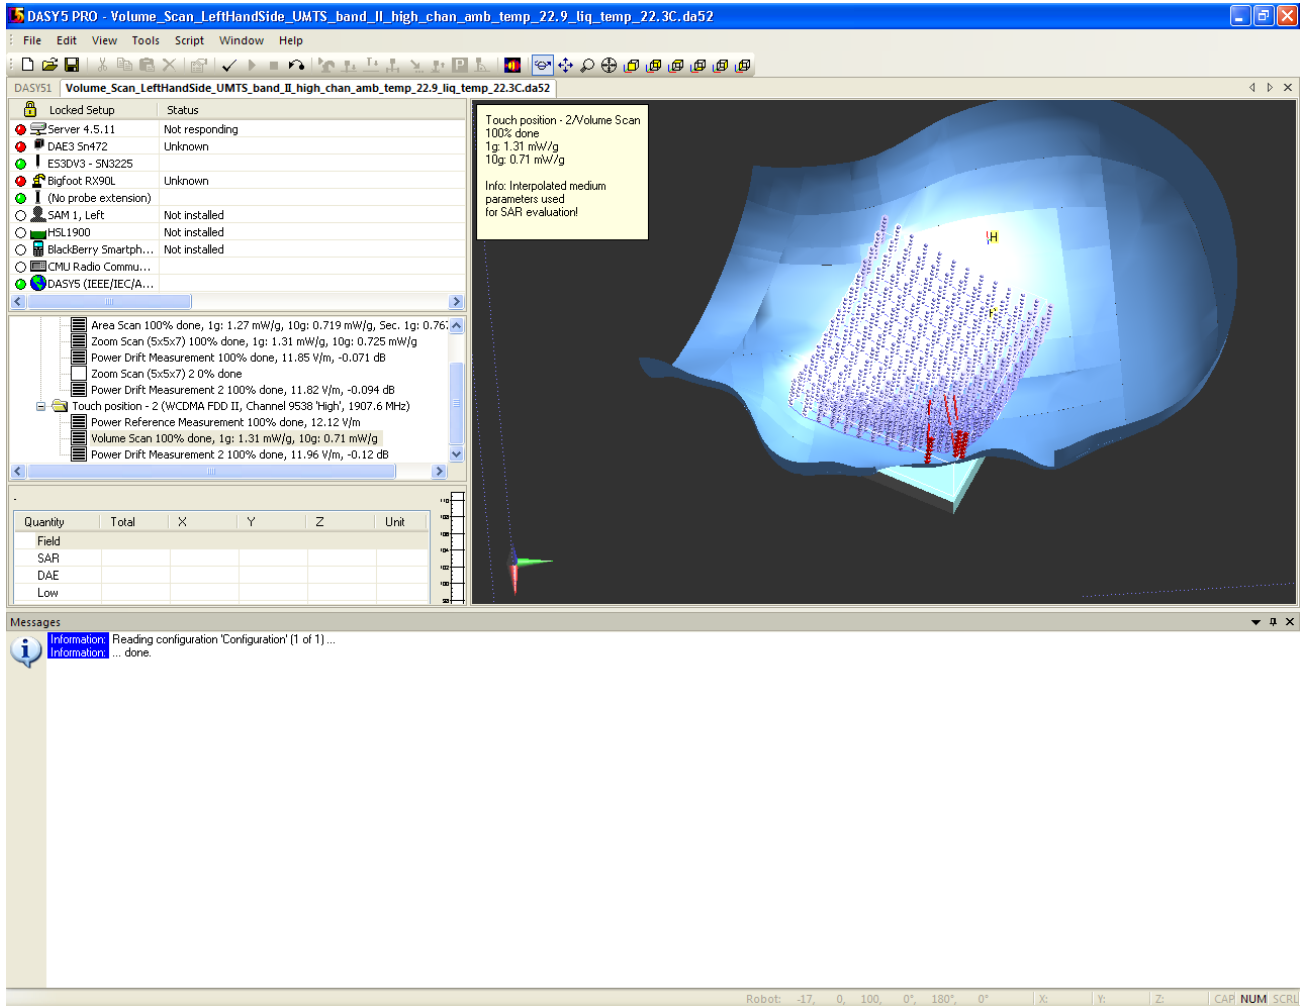 DASY5 PRO - Volume_Scan_LeftHandSide_UMTS_band_II_high_chan_amb_temp_22.9_liq_temp_22.3C.da52
File Edit View Tools Script Window Help
DASY51 Volume_Scan_LeftHandSide_UMTS_band_II_high_chan_amb_temp_22.9_liq_temp_22.3C.da52
Locked Setup Status
Server 4.5.11 Not responding
DAE3 Sn472 Unknown
ES3DV3 - SN3225
Bigfoot RX90L Unknown
(No probe extension)
SAM 1, Left Not installed
HSL1900 Not installed
BlackBerry Smartph... Not installed
CMU Radio Commu...
DASY5 (IEEE/IEC/A...
Area Scan 100% done, 1g: 1.27 mW/g, 10g: 0.719 mW/g, Sec. 1g: 0.767
Zoom Scan (5x5x7) 100% done, 1g: 1.31 mW/g, 10g: 0.725 mW/g
Power Drift Measurement 100% done, 11.85 V/m, -0.071 dB
Zoom Scan (5x5x7) 2 0% done
Power Drift Measurement 2 100% done, 11.82 V/m, -0.094 dB
Touch position - 2 (WCDMA FDD II, Channel 9538 'High', 1907.6 MHz)
Power Reference Measurement 100% done, 12.12 V/m
Volume Scan 100% done, 1g: 1.31 mW/g, 10g: 0.71 mW/g
Power Drift Measurement 2 100% done, 11.96 V/m, -0.12 dB
Quantity Total X Y Z Unit
Field
SAR
DAE
Low
Touch position - 2/Volume Scan
100% done
1g: 1.31 mW/g
10g: 0.71 mW/g
Info: Interpolated medium
parameters used
for SAR evaluation!
H
Messages
Information: Reading configuration 'Configuration' (1 of 1) ...
Information: ... done.
Robot: -17, 0, 100, 0°, 180°, 0° X: Y: Z: CAP NUM SCRL